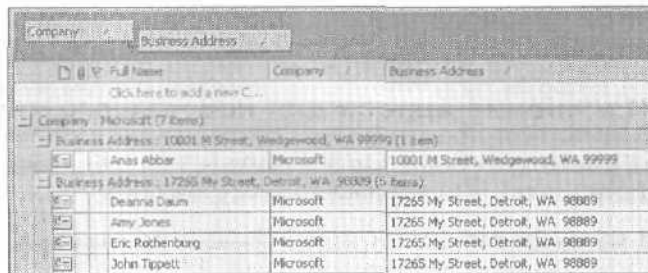 Company /
Business Address /
Full Name Company / Business Address /
Click here to add a new C...
Company : Microsoft (7 items)
Business Address : 10001 M Street, Wedgewood, WA 99999 (1 item)
Anas Abbar Microsoft 10001 M Street, Wedgewood, WA 99999
Business Address : 17265 My Street, Detroit, WA 98889 (5 items)
Deanna Daum Microsoft 17265 My Street, Detroit, WA 98889
Amy Jones Microsoft 17265 My Street, Detroit, WA 98889
Eric Rothenburg Microsoft 17265 My Street, Detroit, WA 98889
John Tippett Microsoft 17265 My Street, Detroit, WA 98889